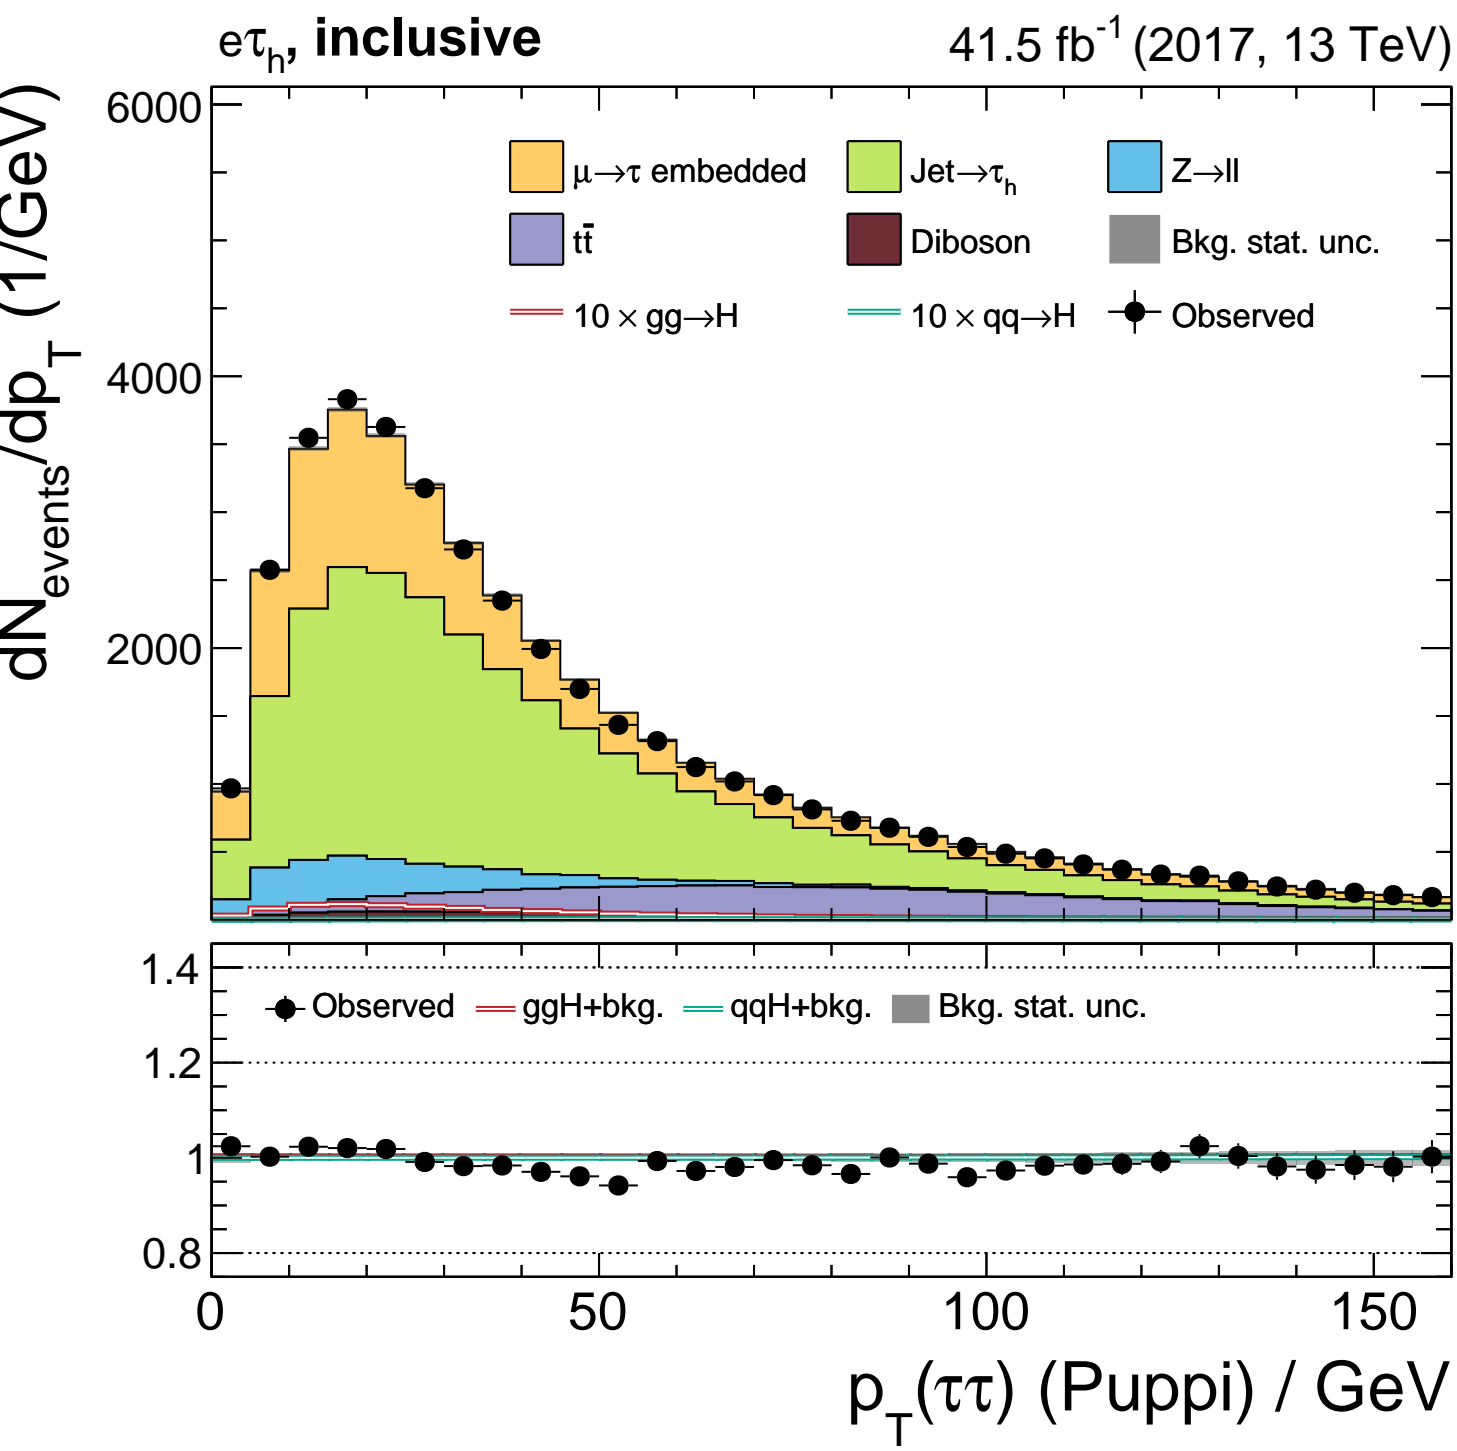 eτh, inclusive 41.5 fb-1 (2017, 13 TeV)
dNevents/dpT (1/GeV)
6000
4000
2000
μ→τ embedded Jet→τh Z→ll
tt̄ Diboson Bkg. stat. unc.
10 × gg→H 10 × qq→H Observed
1.4
1.2
1
0.8
Observed ggH+bkg. qqH+bkg. Bkg. stat. unc.
0 50 100 150
pT(ττ) (Puppi) / GeV